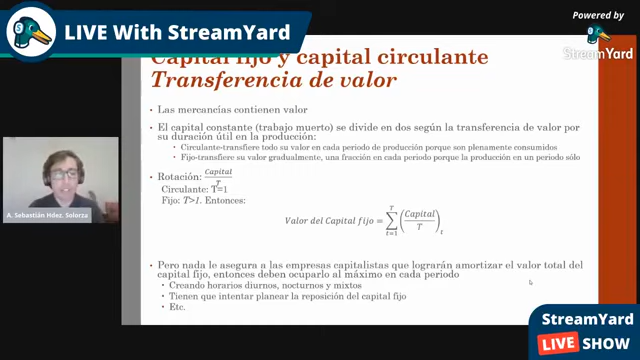 LIVE With StreamYard
Powered by
StreamYard
Capital fijo y capital circulante
Transferencia de valor
• Las mercancías contienen valor
• El capital constante (trabajo muerto) se divide en dos según la transferencia de valor por
su duración útil en la producción:
• Circulante-transfiere todo su valor en cada periodo de producción porque son plenamente consumidos
• Fijo-transfiere su valor gradualmente, una fracción en cada periodo porque la producción en un periodo sólo
• Rotación: Capital/T
Circulante: T=1
Fijo: T>1. Entonces:
Valor del Capital fijo = ∑_{t=1}^{T} (Capital/T)_t
• Pero nada le asegura a las empresas capitalistas que lograrán amortizar el valor total del
capital fijo, entonces deben ocuparlo al máximo en cada periodo
• Creando horarios diurnos, nocturnos y mixtos
• Tienen que intentar planear la reposición del capital fijo
• Etc.
A. Sebastián Hdez. Solorza
StreamYard
LIVE SHOW